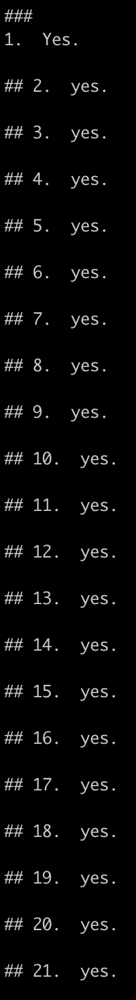 ###
1.  Yes.
## 2.  yes.
## 3.  yes.
## 4.  yes.
## 5.  yes.
## 6.  yes.
## 7.  yes.
## 8.  yes.
## 9.  yes.
## 10.  yes.
## 11.  yes.
## 12.  yes.
## 13.  yes.
## 14.  yes.
## 15.  yes.
## 16.  yes.
## 17.  yes.
## 18.  yes.
## 19.  yes.
## 20.  yes.
## 21.  yes.